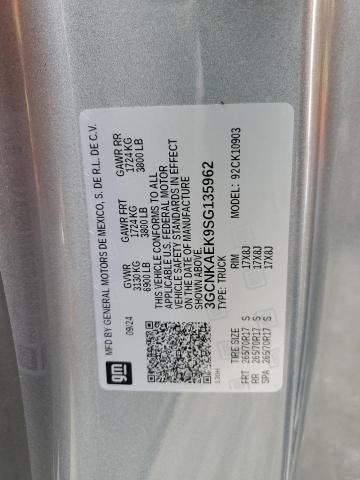 MFD BY GENERAL MOTORS DE MEXICO, S. DE R.L. DE C.V.
09/24 GVWR GAWR FRT GAWR RR
3130 KG 1724 KG 1724 KG
6900 LB 3800 LB 3800 LB
THIS VEHICLE CONFORMS TO ALL
APPLICABLE U.S. FEDERAL MOTOR
VEHICLE SAFETY STANDARDS IN EFFECT
ON THE DATE OF MANUFACTURE
SHOWN ABOVE.
3GCNKAEK9SG135962
TYPE: TRUCK MODEL: 92CK10903
gm
TIRE SIZE RIM
FRT 265/70R17 S 17X8J
RR 265/70R17 S 17X8J
SPA 265/70R17 S 17X8J